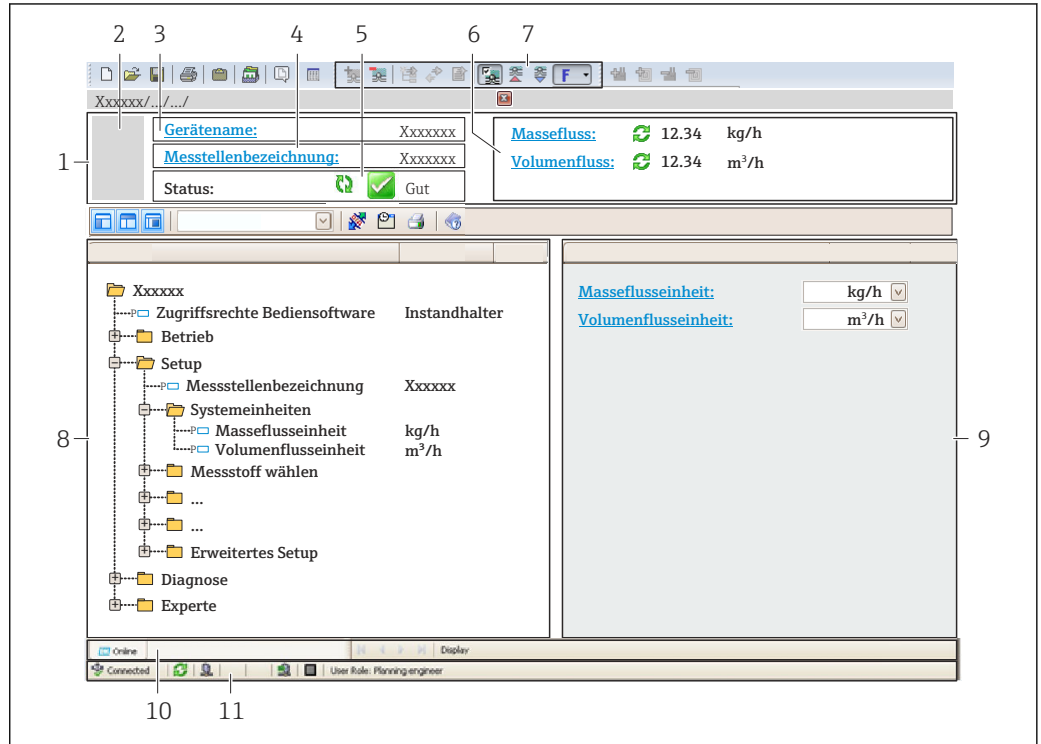 2 3 4 5 6 7
F
Xxxxxx/.../.../
1
Gerätename: Xxxxxxx
Messtellenbezeichnung: Xxxxxxx
Status: Gut
Massefluss: 12.34 kg/h
Volumenfluss: 12.34 m³/h
Xxxxxx
P Zugriffsrechte Bediensoftware Instandhalter
Betrieb
Setup
P Messstellenbezeichnung Xxxxxx
Systemeinheiten
P Masseflusseinheit kg/h
P Volumenflusseinheit m³/h
Messstoff wählen
...
...
Erweitertes Setup
Diagnose
Experte
8
Masseflusseinheit: kg/h
Volumenflusseinheit: m³/h
9
Online Display
Connected User Role: Planning engineer
10 11